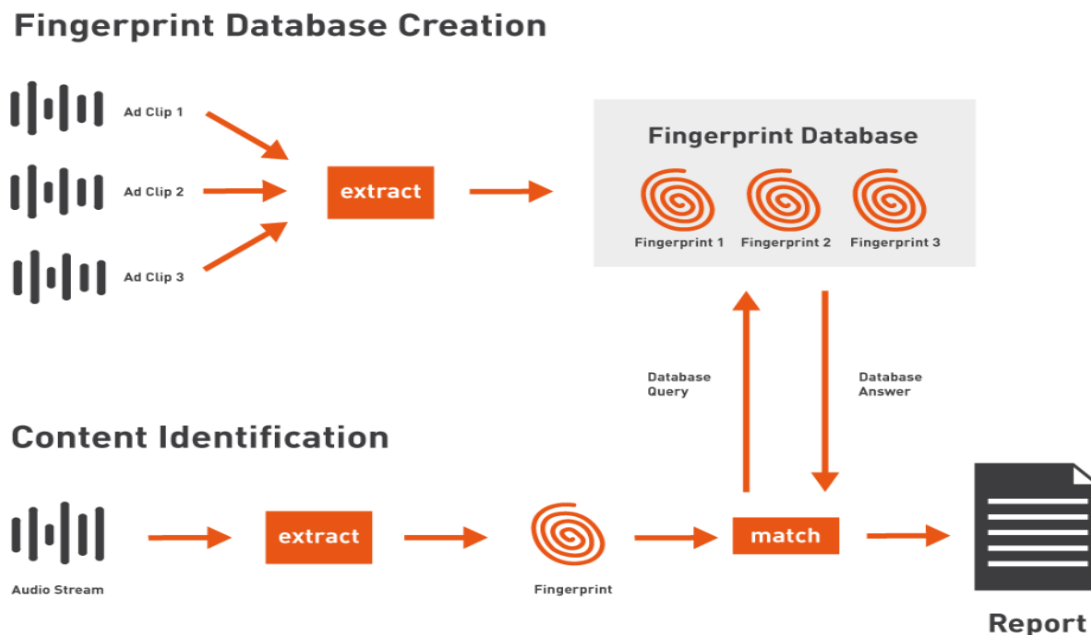 Fingerprint Database Creation
Ad Clip 1
Ad Clip 2
Ad Clip 3
extract
Fingerprint Database
Fingerprint 1
Fingerprint 2
Fingerprint 3
Database
Query
Database
Answer
Content Identification
Audio Stream
extract
Fingerprint
match
Report